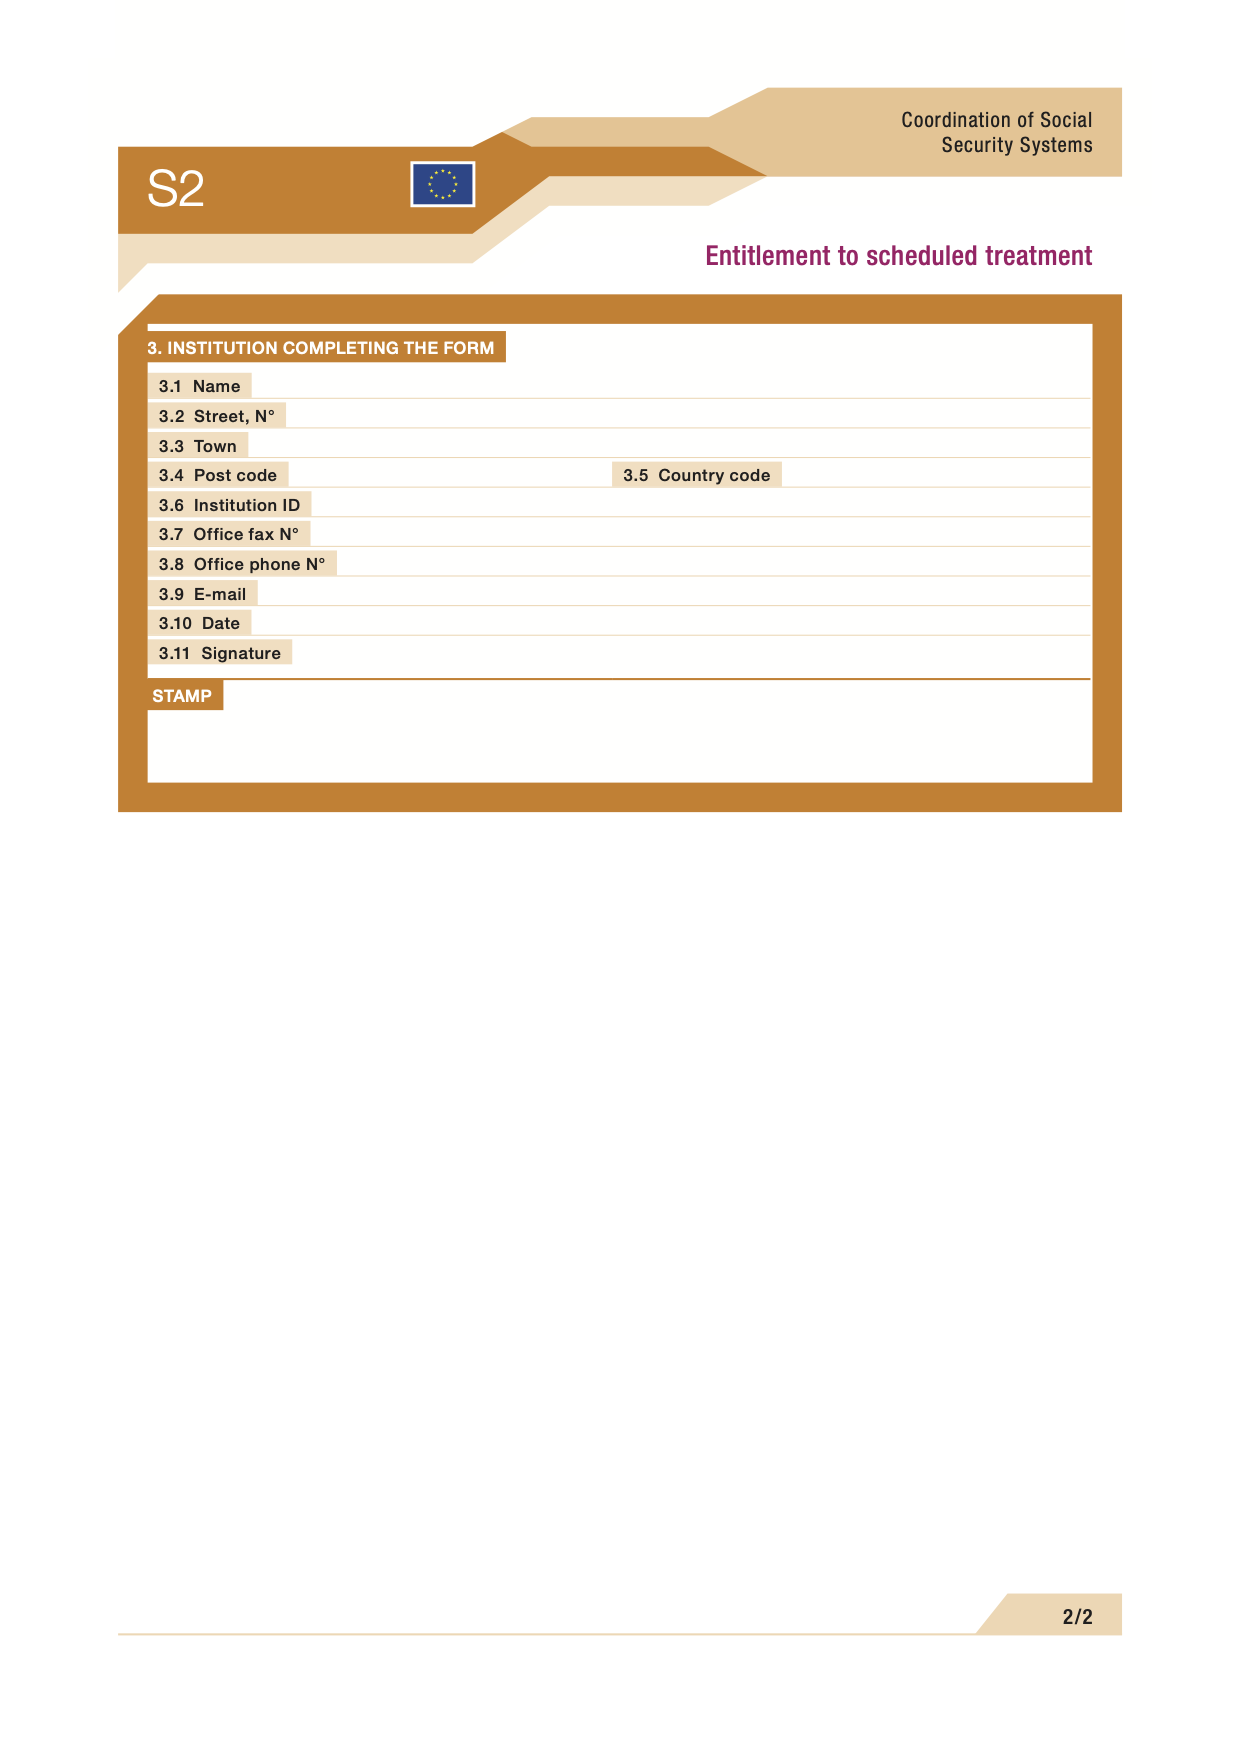 Coordination of Social
Security Systems
S2
Entitlement to scheduled treatment
3. INSTITUTION COMPLETING THE FORM
3.1 Name
3.2 Street, N°
3.3 Town
3.4 Post code 3.5 Country code
3.6 Institution ID
3.7 Office fax N°
3.8 Office phone N°
3.9 E-mail
3.10 Date
3.11 Signature
STAMP
2/2